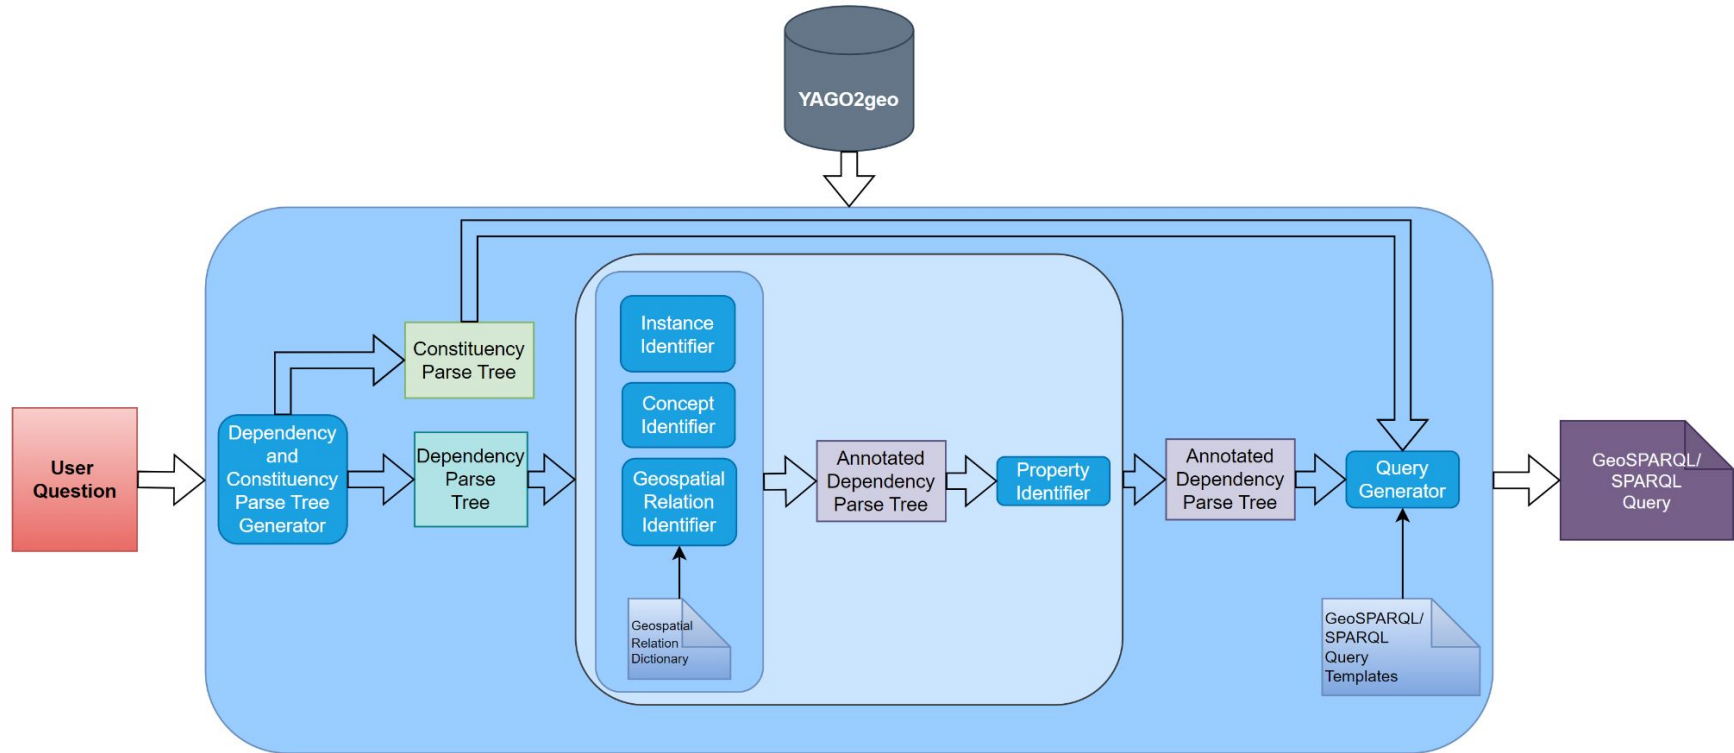 YAGO2geo
User
Question
Dependency
and
Constituency
Parse Tree
Generator
Constituency
Parse Tree
Dependency
Parse
Tree
Instance
Identifier
Concept
Identifier
Geospatial
Relation
Identifier
Geospatial
Relation
Dictionary
Annotated
Dependency
Parse Tree
Property
Identifier
Annotated
Dependency
Parse Tree
Query
Generator
GeoSPARQL/
SPARQL
Query
Templates
GeoSPARQL/
SPARQL
Query